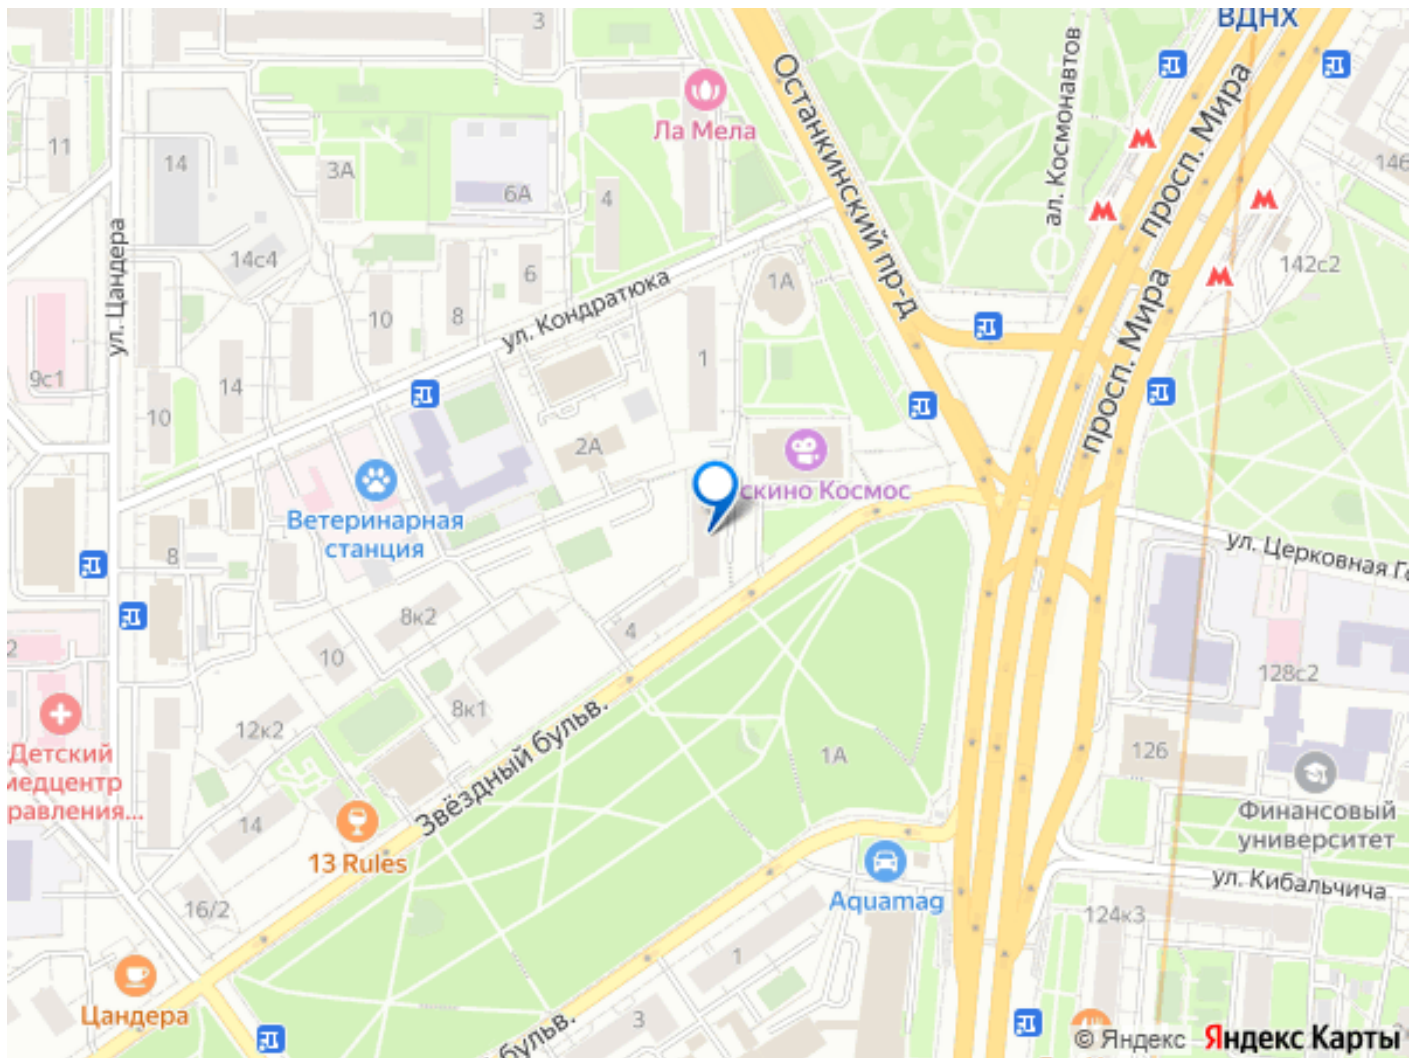 ВДНХ
3
Останкинский пр-д
ал. Космонавтов
просп. Мира
Ла Мела
11
14
3А
6А
4
146
ул. Цандера
14с4
6
1А
142с2
ул. Кондратюка
10
8
просп. Мира
9с1
14
1
10
2А
скино Космос
Ветеринарная
станция
8
ул. Церковная Го
8к2
4
2
10
128с2
8к1
12к2
Детский
медцентр
равления...
Звёздный бульв.
1А
126
Финансовый
университет
14
13 Rules
ул. Кибальчича
Aquamag
16/2
124к3
1
Цандера
3
бульв.
© Яндекс Яндекс Карты